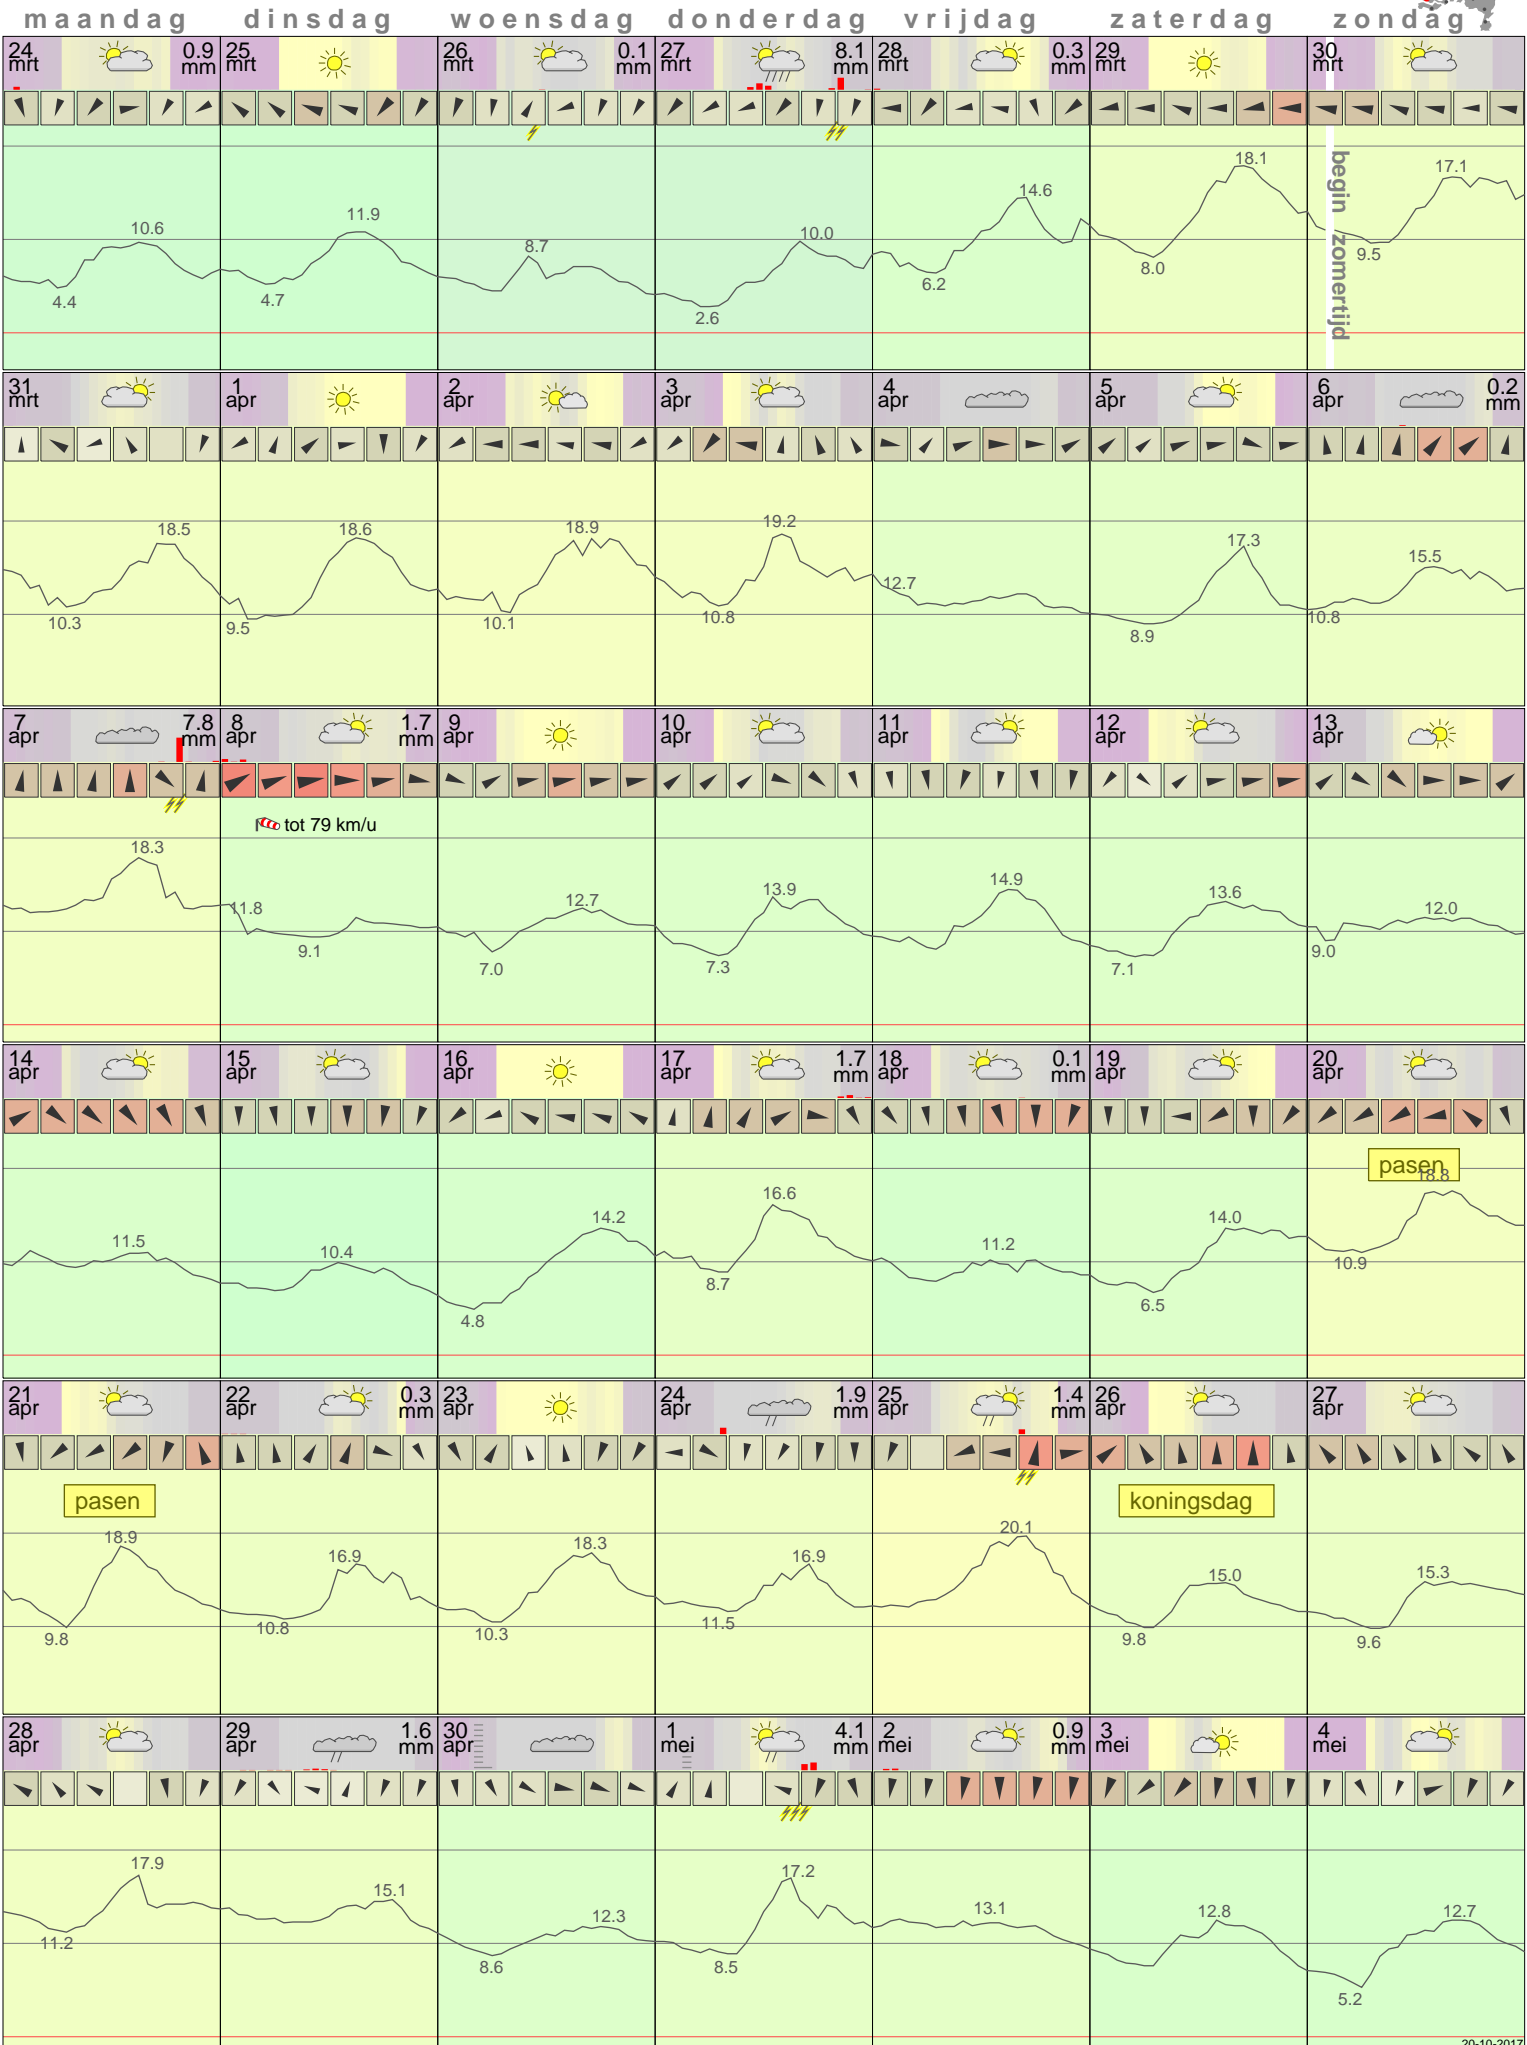 maandag dinsdag woensdag donderdag vrijdag zaterdag zondag
24 mrt 0.9 mm 25 mrt 26 mrt 0.1 mm 27 mrt 8.1 mm 28 mrt 0.3 mm 29 mrt 30 mrt
begin zomertijd
10.6 11.9 8.7 10.0 14.6 18.1 17.1
4.4 4.7 2.6 6.2 8.0 9.5
31 mrt 1 apr 2 apr 3 apr 4 apr 5 apr 6 apr 0.2 mm
18.5 18.6 18.9 19.2 12.7 17.3 15.5
10.3 9.5 10.1 10.8 8.9 10.8
7 apr 7.8 mm 8 apr 1.7 mm 9 apr 10 apr 11 apr 12 apr 13 apr
tot 79 km/u
18.3 11.8 12.7 13.9 14.9 13.6 12.0
9.1 7.0 7.3 7.1 9.0
14 apr 15 apr 16 apr 17 apr 1.7 mm 18 apr 0.1 mm 19 apr 20 apr
pasen
11.5 10.4 14.2 16.6 11.2 14.0 18.8
4.8 8.7 6.5 10.9
21 apr 22 apr 0.3 mm 23 apr 24 apr 1.9 mm 25 apr 1.4 mm 26 apr 27 apr
pasen koningsdag
18.9 16.9 18.3 16.9 20.1 15.0 15.3
9.8 10.8 10.3 11.5 9.8 9.6
28 apr 29 apr 1.6 mm 30 apr 1 mei 4.1 mm 2 mei 0.9 mm 3 mei 4 mei
17.9 15.1 12.3 17.2 13.1 12.8 12.7
11.2 8.6 8.5 5.2
20-10-2017